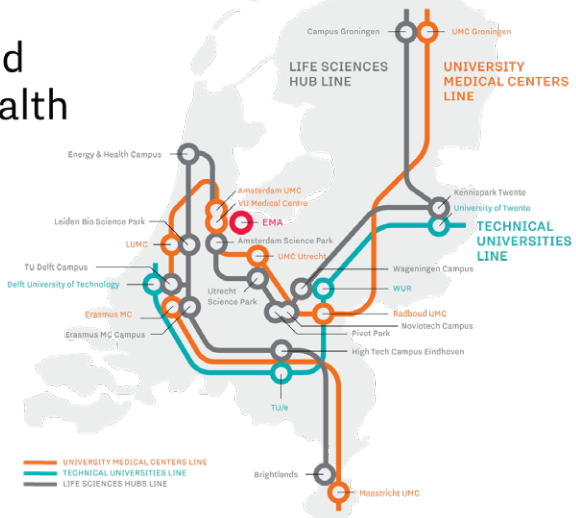 d
alth
Campus Groningen
UMC Groningen
LIFE SCIENCES
HUB LINE
UNIVERSITY
MEDICAL CENTERS
LINE
Energy & Health Campus
Amsterdam UMC
VU Medical Centre
EMA
Kennispark Twente
University of Twente
Leiden Bio Science Park
LUMC
Amsterdam Science Park
UMC Utrecht
TECHNICAL
UNIVERSITIES
LINE
TU Delft Campus
Delft University of Technology
Utrecht
Science Park
Wageningen Campus
WUR
Erasmus MC
Erasmus MC Campus
Radboud UMC
Noviotech Campus
Pivot Park
High Tech Campus Eindhoven
TU/e
UNIVERSITY MEDICAL CENTERS LINE
TECHNICAL UNIVERSITIES LINE
LIFE SCIENCES HUBS LINE
Brightlands
Maastricht UMC